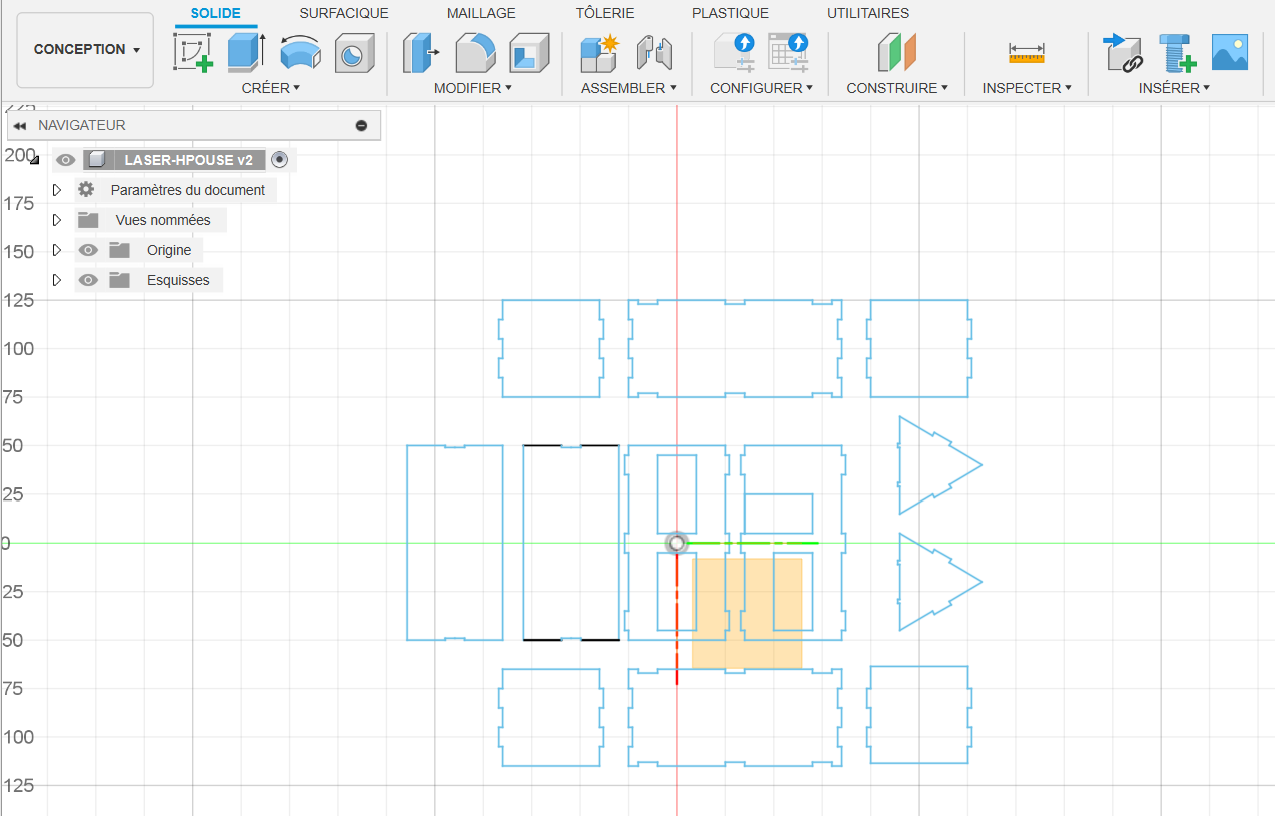 SOLIDE SURFACIQUE MAILLAGE TÔLERIE PLASTIQUE UTILITAIRES
CONCEPTION
CRÉER MODIFIER ASSEMBLER CONFIGURER CONSTRUIRE INSPECTER INSÉRER
225
NAVIGATEUR
200
LASER-HPOUSE v2
Paramètres du document
175
Vues nommées
150
Origine
Esquisses
125
100
75
50
25
0
25
50
75
100
125